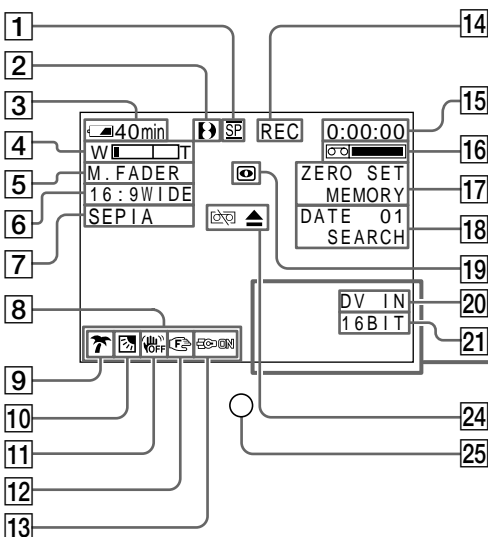 1
2
3
4
5
6
7
8
9
10
11
12
13
14
15
16
17
18
19
20
21
24
25
40min
SP
REC
0:00:00
W T
M.FADER
16:9WIDE
SEPIA
ZERO SET
MEMORY
DATE 01
SEARCH
DV IN
16BIT
OFF
F
ON